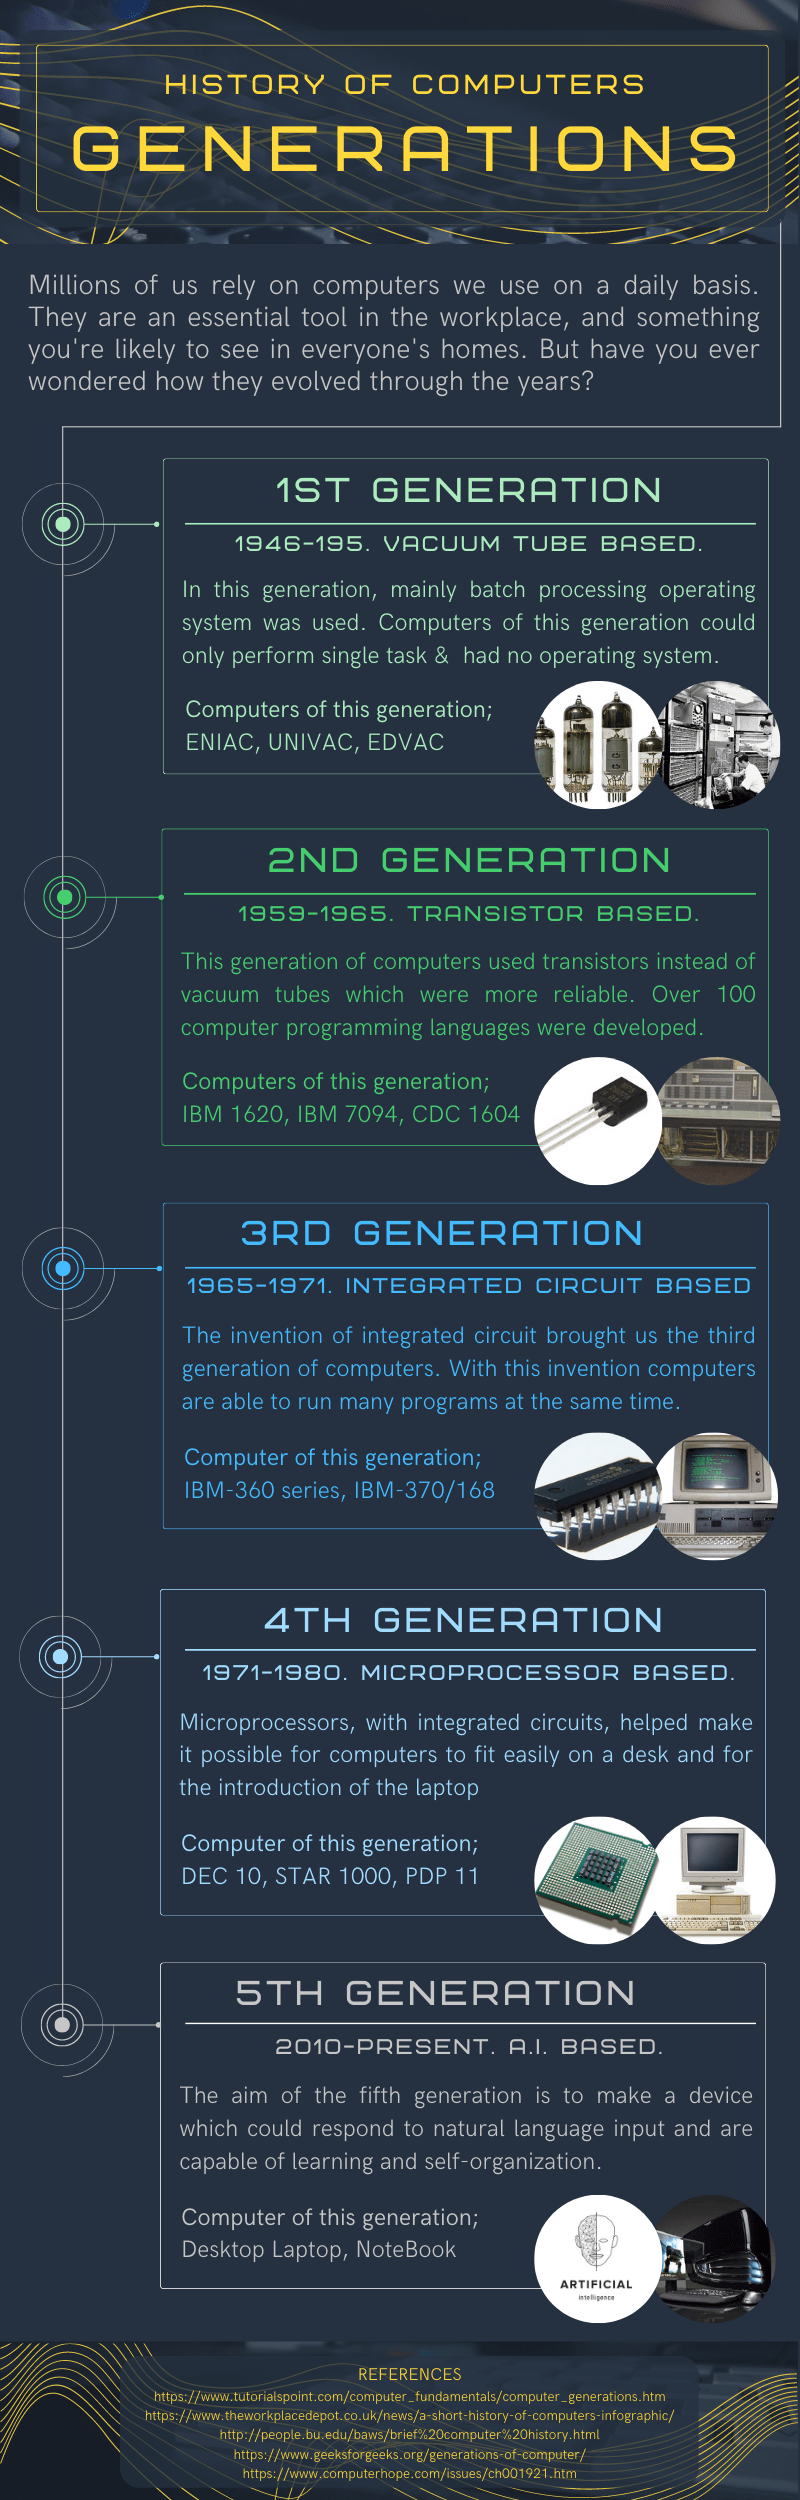 HISTORY OF COMPUTERS
GENERATIONS
Millions of us rely on computers we use on a daily basis.
They are an essential tool in the workplace, and something
you're likely to see in everyone's homes. But have you ever
wondered how they evolved through the years?
1ST GENERATION
1946-195. VACUUM TUBE BASED.
In this generation, mainly batch processing operating
system was used. Computers of this generation could
only perform single task & had no operating system.
Computers of this generation;
ENIAC, UNIVAC, EDVAC
2ND GENERATION
1959-1965. TRANSISTOR BASED.
This generation of computers used transistors instead of
vacuum tubes which were more reliable. Over 100
computer programming languages were developed.
Computers of this generation;
IBM 1620, IBM 7094, CDC 1604
3RD GENERATION
1965-1971. INTEGRATED CIRCUIT BASED
The invention of integrated circuit brought us the third
generation of computers. With this invention computers
are able to run many programs at the same time.
Computer of this generation;
IBM-360 series, IBM-370/168
4TH GENERATION
1971-1980. MICROPROCESSOR BASED.
Microprocessors, with integrated circuits, helped make
it possible for computers to fit easily on a desk and for
the introduction of the laptop
Computer of this generation;
DEC 10, STAR 1000, PDP 11
5TH GENERATION
2010-PRESENT. A.I. BASED.
The aim of the fifth generation is to make a device
which could respond to natural language input and are
capable of learning and self-organization.
Computer of this generation;
Desktop Laptop, NoteBook
ARTIFICIAL
intelligence
REFERENCES
https://www.tutorialspoint.com/computer_fundamentals/computer_generations.htm
https://www.theworkplacedepot.co.uk/news/a-short-history-of-computers-infographic/
http://people.bu.edu/baws/brief%20computer%20history.html
https://www.geeksforgeeks.org/generations-of-computer/
https://www.computerhope.com/issues/ch001921.htm